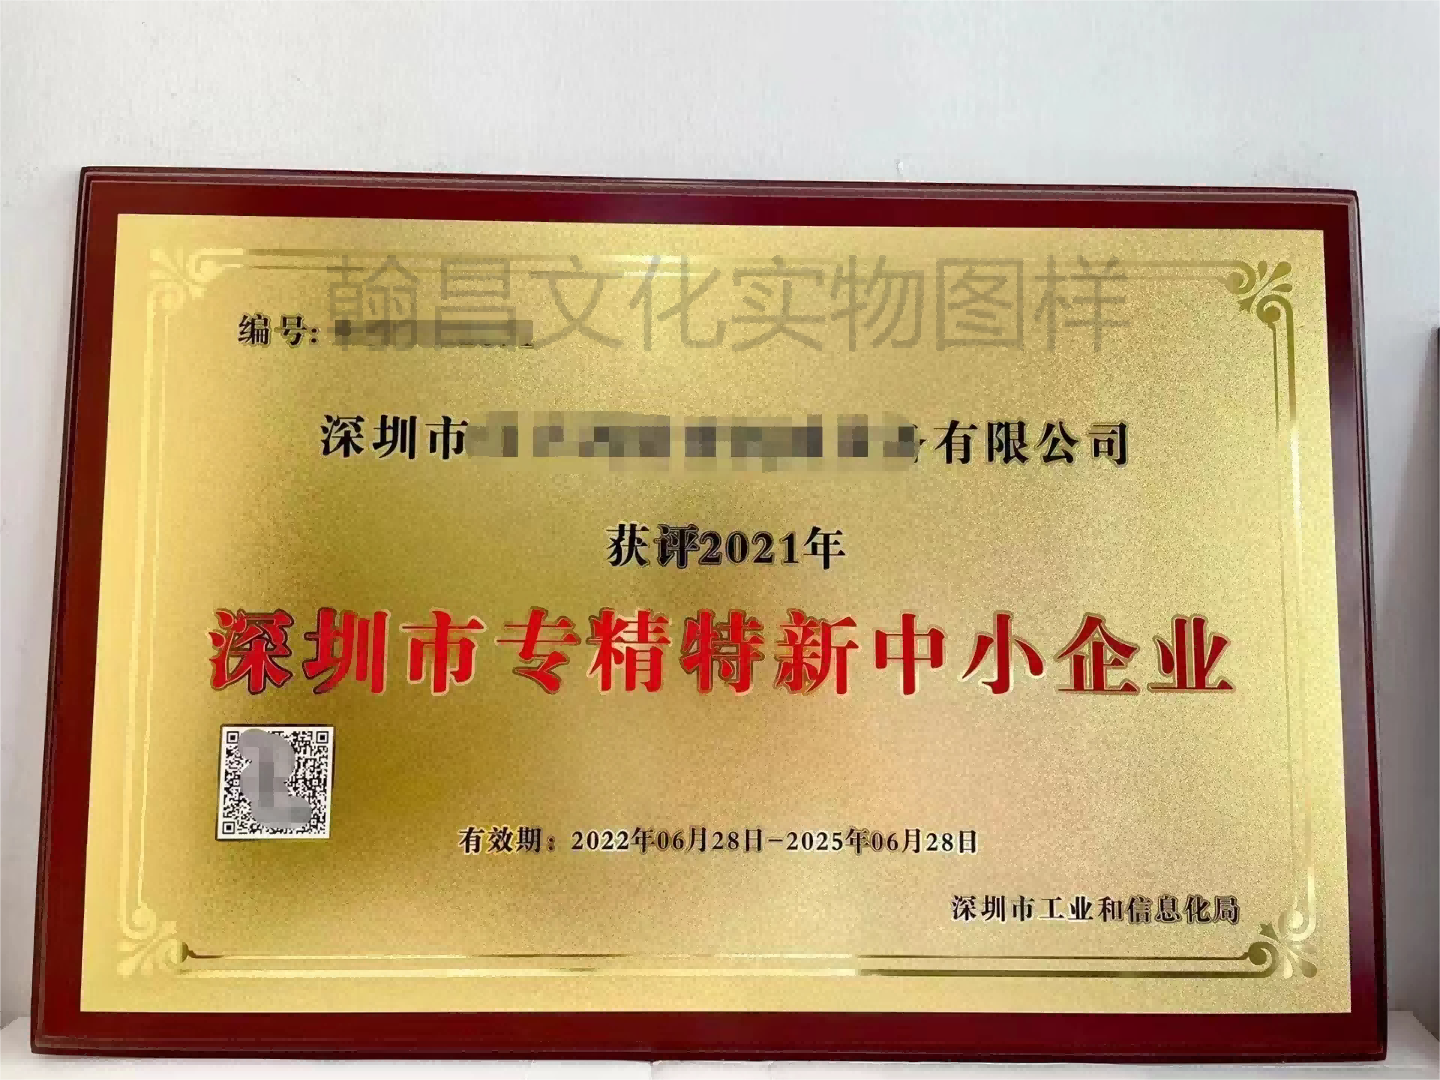 翰昌文化实物图样
编号:
深圳市 有限公司
获评2021年
深圳市专精特新中小企业
有效期：2022年06月28日-2025年06月28日
深圳市工业和信息化局